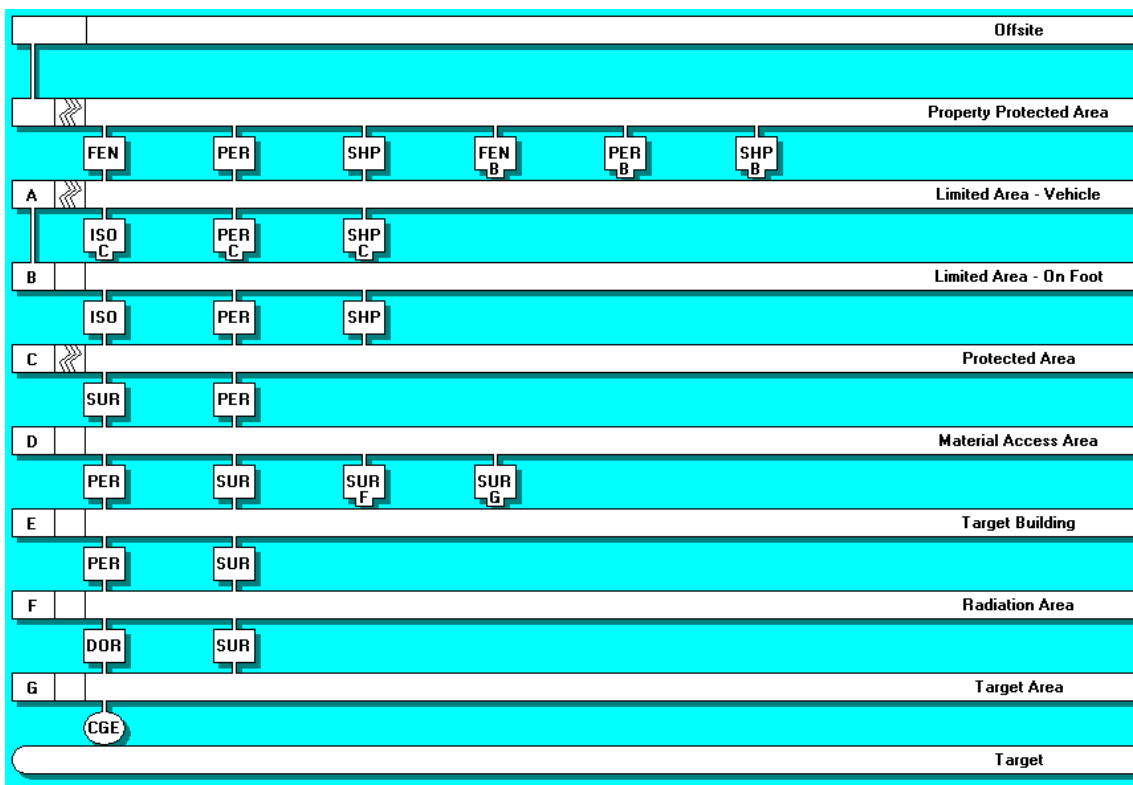 Offsite
Property Protected Area
FEN PER SHP FEN B PER B SHP B
A Limited Area - Vehicle
ISO C PER C SHP C
B Limited Area - On Foot
ISO PER SHP
C Protected Area
SUR PER
D Material Access Area
PER SUR SUR F SUR G
E Target Building
PER SUR
F Radiation Area
DOR SUR
G Target Area
CGE
Target